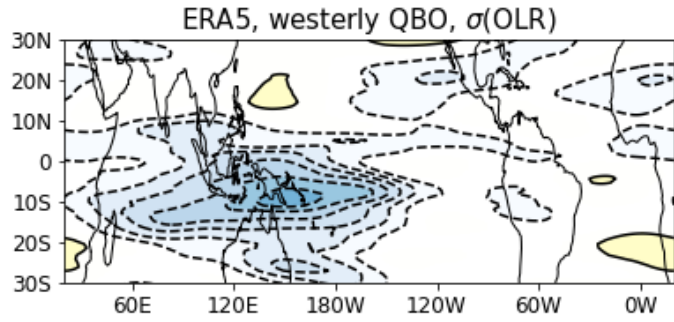 ERA5, westerly QBO, σ(OLR)
30N
20N
10N
0
10S
20S
30S
60E 120E 180W 120W 60W 0W